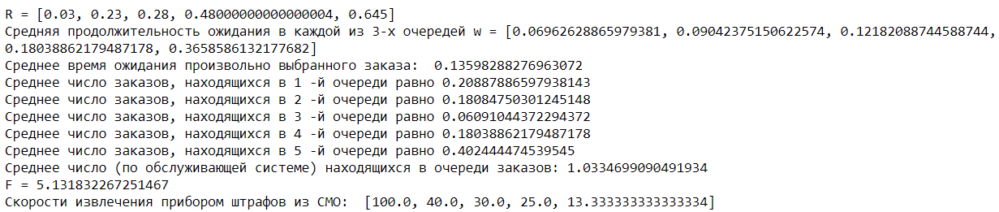 R = [0.03, 0.23, 0.28, 0.48000000000000004, 0.645]
Средняя продолжительность ожидания в каждой из 3-х очередей w = [0.06962628865979381, 0.09042375150622574, 0.12182088744588744,
0.18038862179487178, 0.3658586132177682]
Среднее время ожидания произвольно выбранного заказа:  0.13598288276963072
Среднее число заказов, находящихся в 1 -й очереди равно 0.20887886597938143
Среднее число заказов, находящихся в 2 -й очереди равно 0.18084750301245148
Среднее число заказов, находящихся в 3 -й очереди равно 0.06091044372294372
Среднее число заказов, находящихся в 4 -й очереди равно 0.18038862179487178
Среднее число заказов, находящихся в 5 -й очереди равно 0.402444474539545
Среднее число (по обслуживающей системе) находящихся в очереди заказов: 1.0334699090491934
F = 5.131832267251467
Скорости извлечения прибором штрафов из СМО:  [100.0, 40.0, 30.0, 25.0, 13.333333333333334]